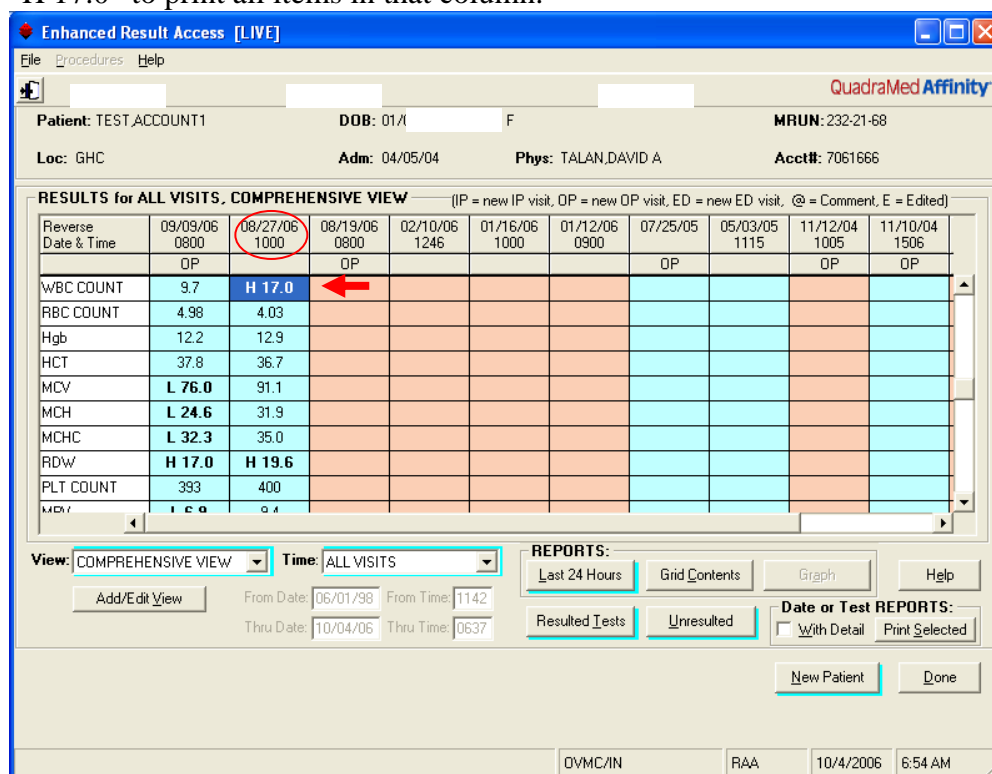 "H 17.0" to print all items in that column.
Enhanced Result Access [LIVE]
File Procedures Help
QuadraMed Affinity
Patient: TEST,ACCOUNT1 DOB: 01/ F MRUN: 232-21-68
Loc: GHC Adm: 04/05/04 Phys: TALAN,DAVID A Acct#: 7061666
RESULTS for ALL VISITS, COMPREHENSIVE VIEW (IP = new IP visit, OP = new OP visit, ED = new ED visit, @ = Comment, E = Edited)
Reverse 09/09/06 08/27/06 08/19/06 02/10/06 01/16/06 01/12/06 07/25/05 05/03/05 11/12/04 11/10/04
Date & Time 0800 1000 0800 1246 1000 0900 1115 1005 1506
OP OP OP OP OP
WBC COUNT 9.7 H 17.0
RBC COUNT 4.98 4.03
Hgb 12.2 12.9
HCT 37.8 36.7
MCV L 76.0 91.1
MCH L 24.6 31.9
MCHC L 32.3 35.0
RDW H 17.0 H 19.6
PLT COUNT 393 400
MPV L 6.9 9.4
View: COMPREHENSIVE VIEW Time: ALL VISITS REPORTS:
Last 24 Hours Grid Contents Graph Help
Add/Edit View From Date: 06/01/98 From Time: 1142
Date or Test REPORTS:
Thru Date: 10/04/06 Thru Time: 0637 Resulted Tests Unresulted With Detail Print Selected
New Patient Done
OVMC/IN RAA 10/4/2006 6:54 AM